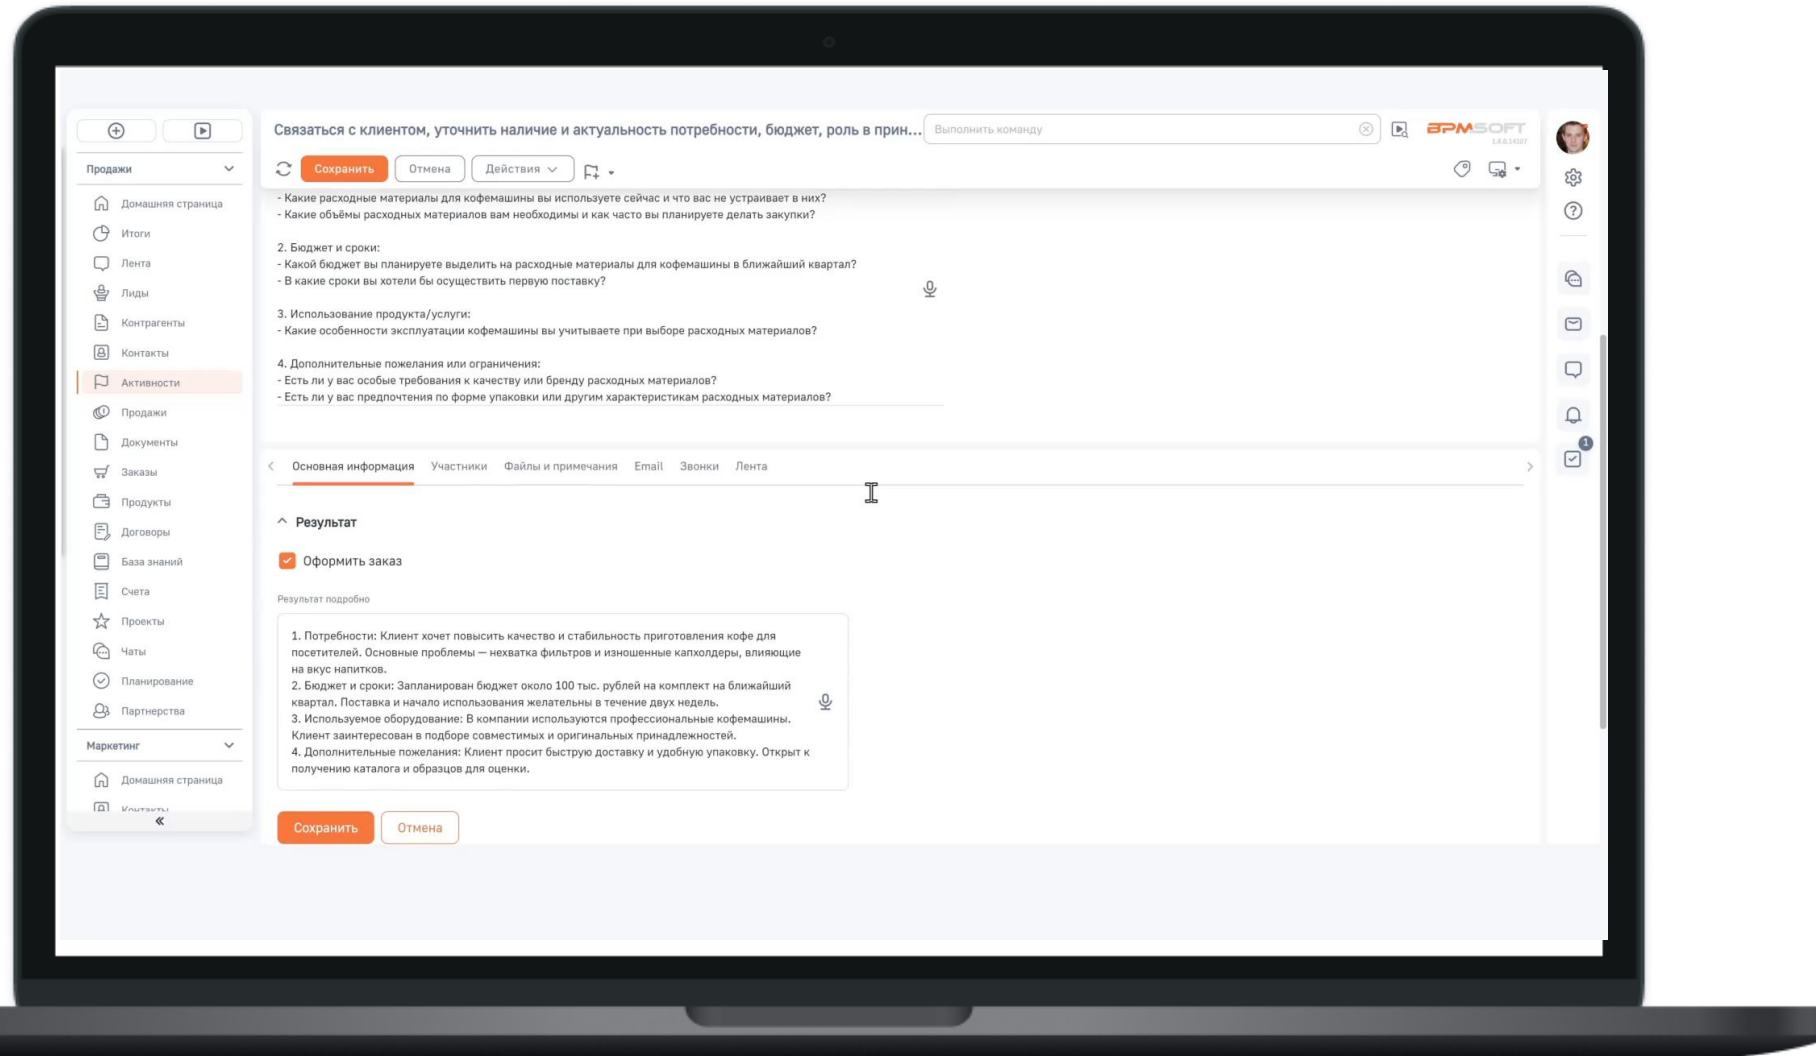 Связаться с клиентом, уточнить наличие и актуальность потребности, бюджет, роль в прин...
Выполнить команду
BPMSOFT
1.4.0.14107
Сохранить
Отмена
Действия
Продажи
Домашняя страница
Итоги
Лента
Лиды
Контрагенты
Контакты
Активности
Продажи
Документы
Заказы
Продукты
Договоры
База знаний
Счета
Проекты
Чаты
Планирование
Партнерства
Маркетинг
Домашняя страница
Контакты
- Какие расходные материалы для кофемашины вы используете сейчас и что вас не устраивает в них?
- Какие объёмы расходных материалов вам необходимы и как часто вы планируете делать закупки?
2. Бюджет и сроки:
- Какой бюджет вы планируете выделить на расходные материалы для кофемашины в ближайший квартал?
- В какие сроки вы хотели бы осуществить первую поставку?
3. Использование продукта/услуги:
- Какие особенности эксплуатации кофемашины вы учитываете при выборе расходных материалов?
4. Дополнительные пожелания или ограничения:
- Есть ли у вас особые требования к качеству или бренду расходных материалов?
- Есть ли у вас предпочтения по форме упаковки или другим характеристикам расходных материалов?
Основная информация
Участники
Файлы и примечания
Email
Звонки
Лента
Результат
Оформить заказ
Результат подробно
1. Потребности: Клиент хочет повысить качество и стабильность приготовления кофе для
посетителей. Основные проблемы — нехватка фильтров и изношенные капхолдеры, влияющие
на вкус напитков.
2. Бюджет и сроки: Запланирован бюджет около 100 тыс. рублей на комплект на ближайший
квартал. Поставка и начало использования желательны в течение двух недель.
3. Используемое оборудование: В компании используются профессиональные кофемашины.
Клиент заинтересован в подборе совместимых и оригинальных принадлежностей.
4. Дополнительные пожелания: Клиент просит быструю доставку и удобную упаковку. Открыт к
получению каталога и образцов для оценки.
Сохранить
Отмена
1